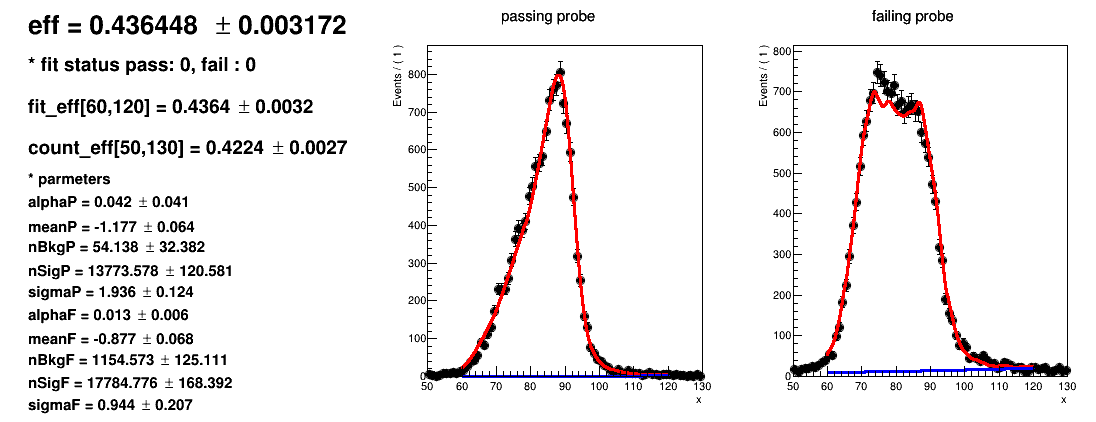 eff = 0.436448 ± 0.003172
* fit status pass: 0, fail : 0
fit_eff[60,120] = 0.4364 ± 0.0032
count_eff[50,130] = 0.4224 ± 0.0027
* parmeters
alphaP = 0.042 ± 0.041
meanP = -1.177 ± 0.064
nBkgP = 54.138 ± 32.382
nSigP = 13773.578 ± 120.581
sigmaP = 1.936 ± 0.124
alphaF = 0.013 ± 0.006
meanF = -0.877 ± 0.068
nBkgF = 1154.573 ± 125.111
nSigF = 17784.776 ± 168.392
sigmaF = 0.944 ± 0.207
passing probe
Events / ( 1 )
800
700
600
500
400
300
200
100
0
50 60 70 80 90 100 110 120 130
x
failing probe
Events / ( 1 )
800
700
600
500
400
300
200
100
0
50 60 70 80 90 100 110 120 130
x